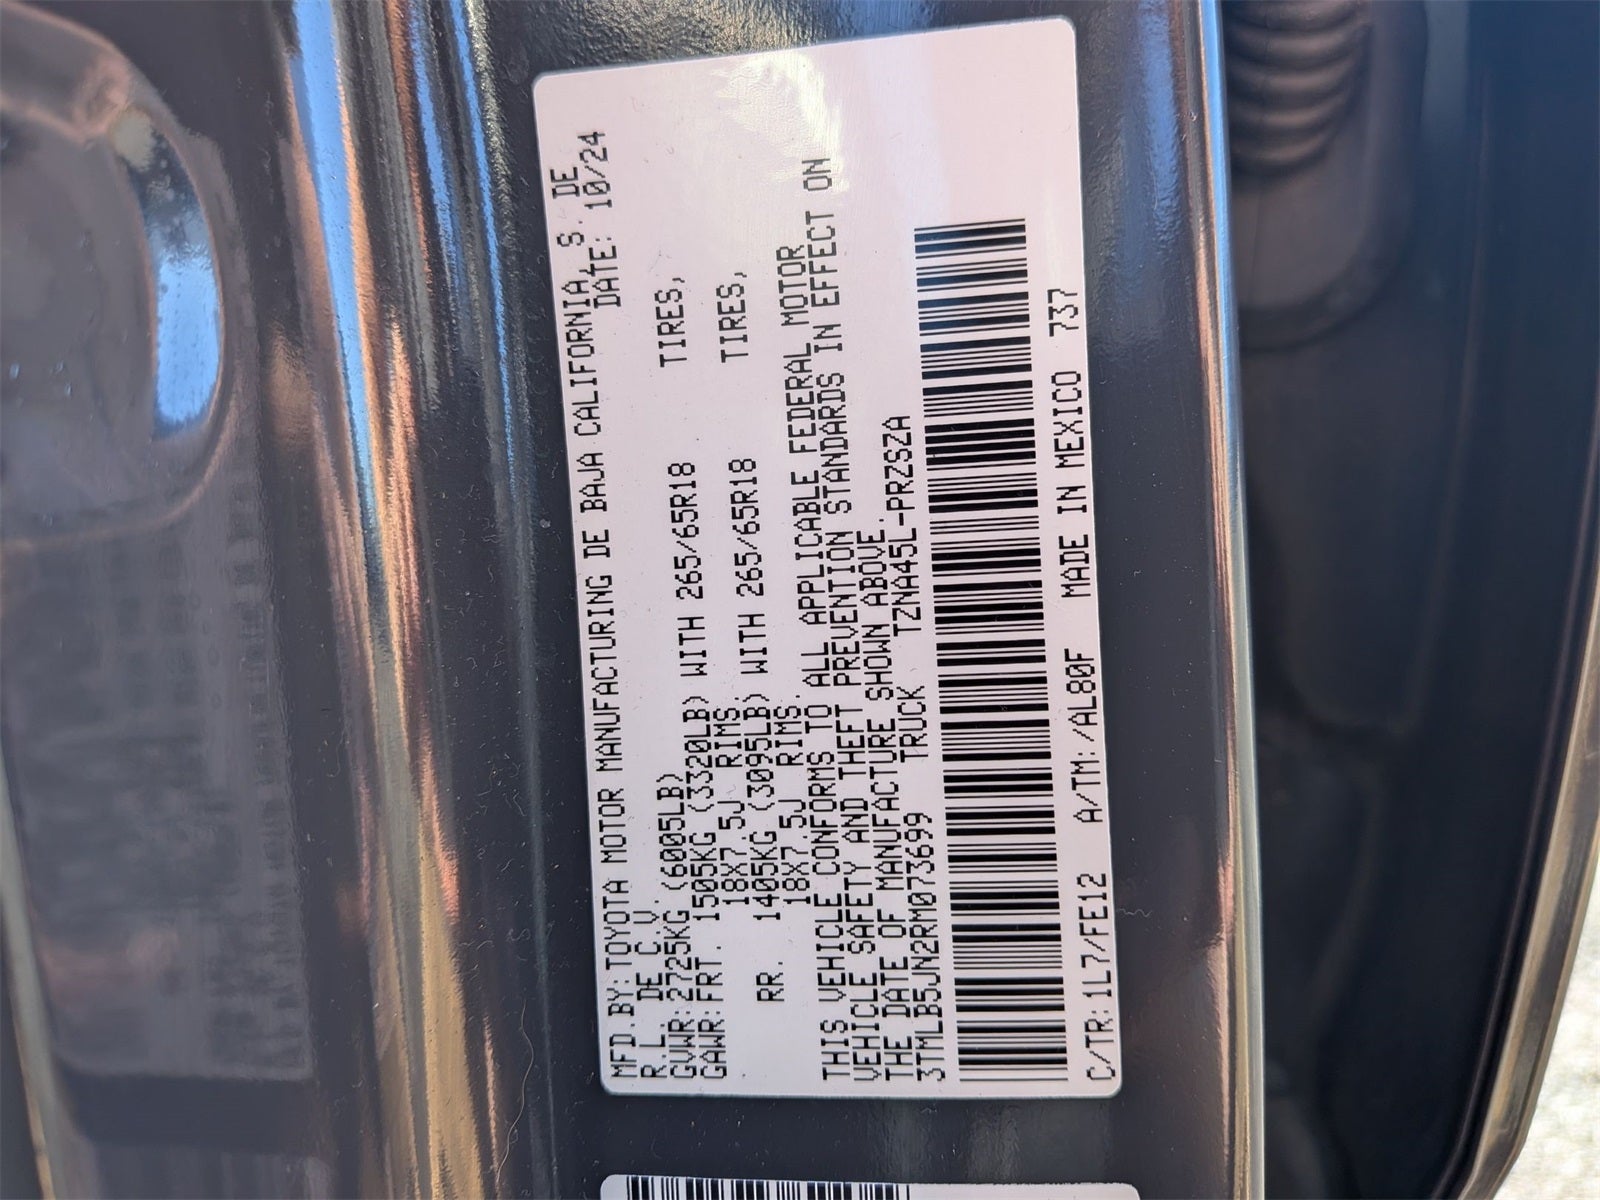 MFD.BY:TOYOTA MOTOR MANUFACTURING DE BAJA CALIFORNIA, S. DE
R.L. DE C.V. DATE: 10/24
GVWR:2725KG (6005LB)
GAWR:FRT. 1505KG (3320LB) WITH 265/65R18 TIRES,
18X7.5J RIMS.
RR. 1405KG (3095LB) WITH 265/65R18 TIRES,
18X7.5J RIMS.
THIS VEHICLE CONFORMS TO ALL APPLICABLE FEDERAL MOTOR
VEHICLE SAFETY AND THEFT PREVENTION STANDARDS IN EFFECT ON
THE DATE OF MANUFACTURE SHOWN ABOVE.
3TMLB5JN2RM073699 TRUCK TZNA45L-PRZSZA
C/TR:1L7/FE12 A/TM:/AL80F MADE IN MEXICO 737